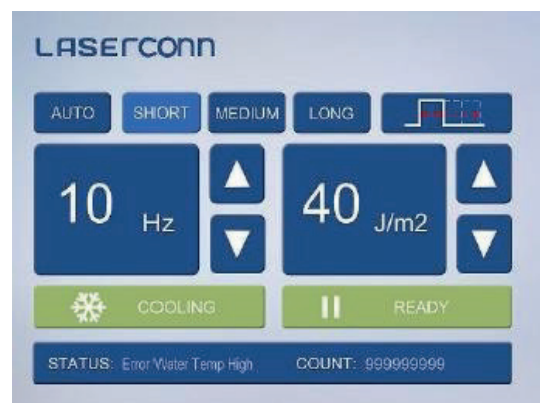 LASERCONN
AUTO SHORT MEDIUM LONG
10 Hz 40 J/m2
COOLING READY
STATUS: Error Water Temp High COUNT: 999999999